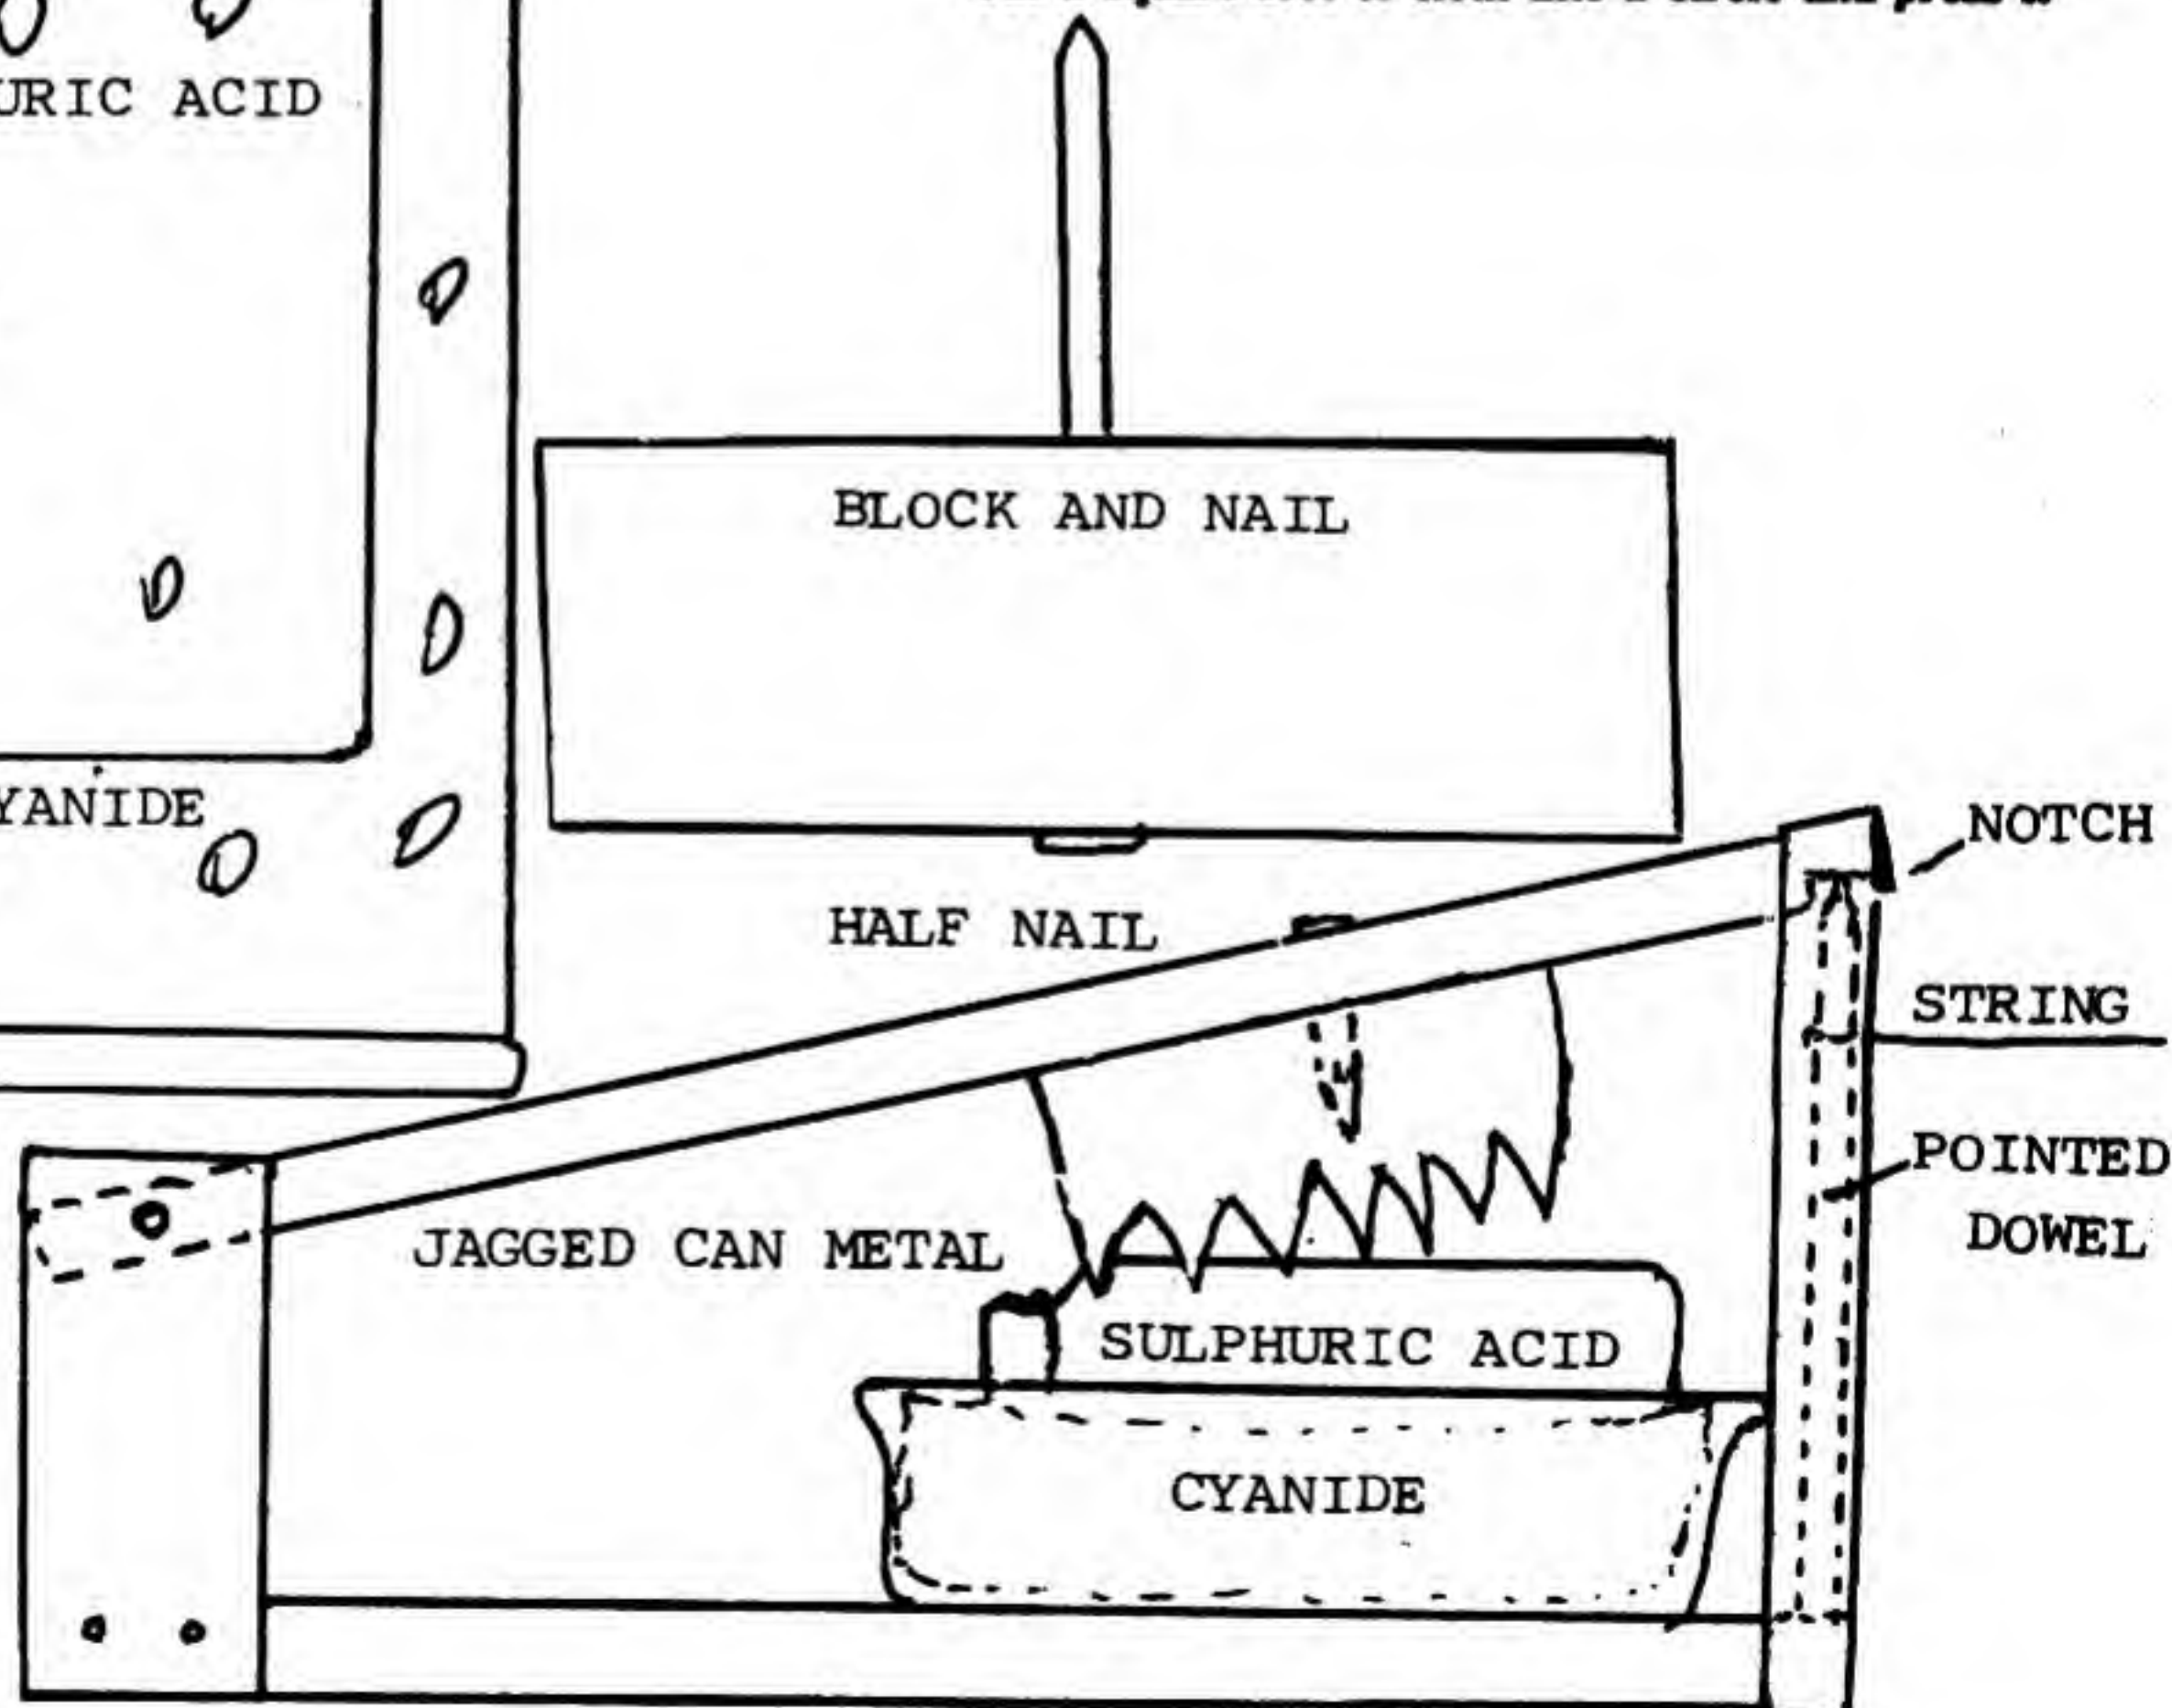 URIC ACID
BLOCK AND NAIL
YANIDE
NOTCH
HALF NAIL
STRING
POINTED
DOWEL
JAGGED CAN METAL
SULPHURIC ACID
CYANIDE